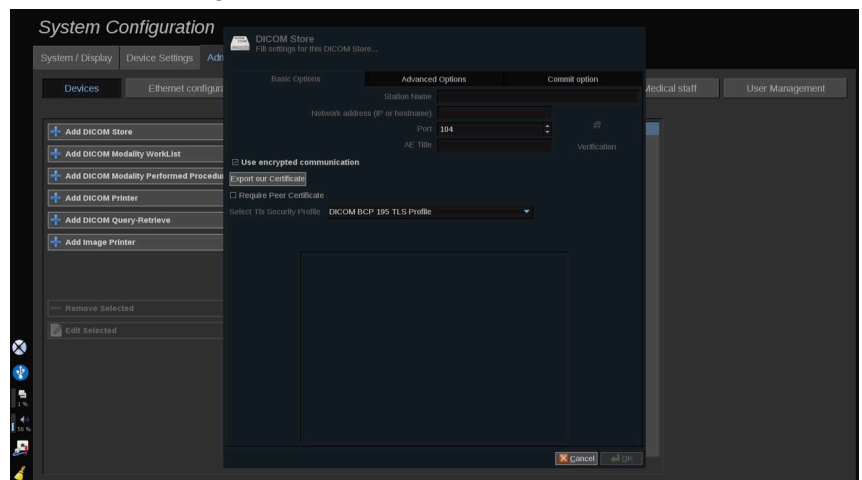 System Configuration
System / Display
Device Settings
Devices
Medical staff
User Management
Add DICOM Store
Add DICOM Modality WorkList
Add DICOM Printer
Add DICOM Query-Retrieve
Add Image Printer
Remove Selected
Edit Selected
1 %
50 %
DICOM Store
Fill settings for this DICOM Store...
Basic Options
Advanced Options
Commit option
Station Name
Network address (IP or hostname)
Port 104
AE Title
@
Verification
Use encrypted communication
Export our Certificate
Require Peer Certificate
Select Tls Security Profile DICOM BCP 195 TLS Profile
Cancel
OK